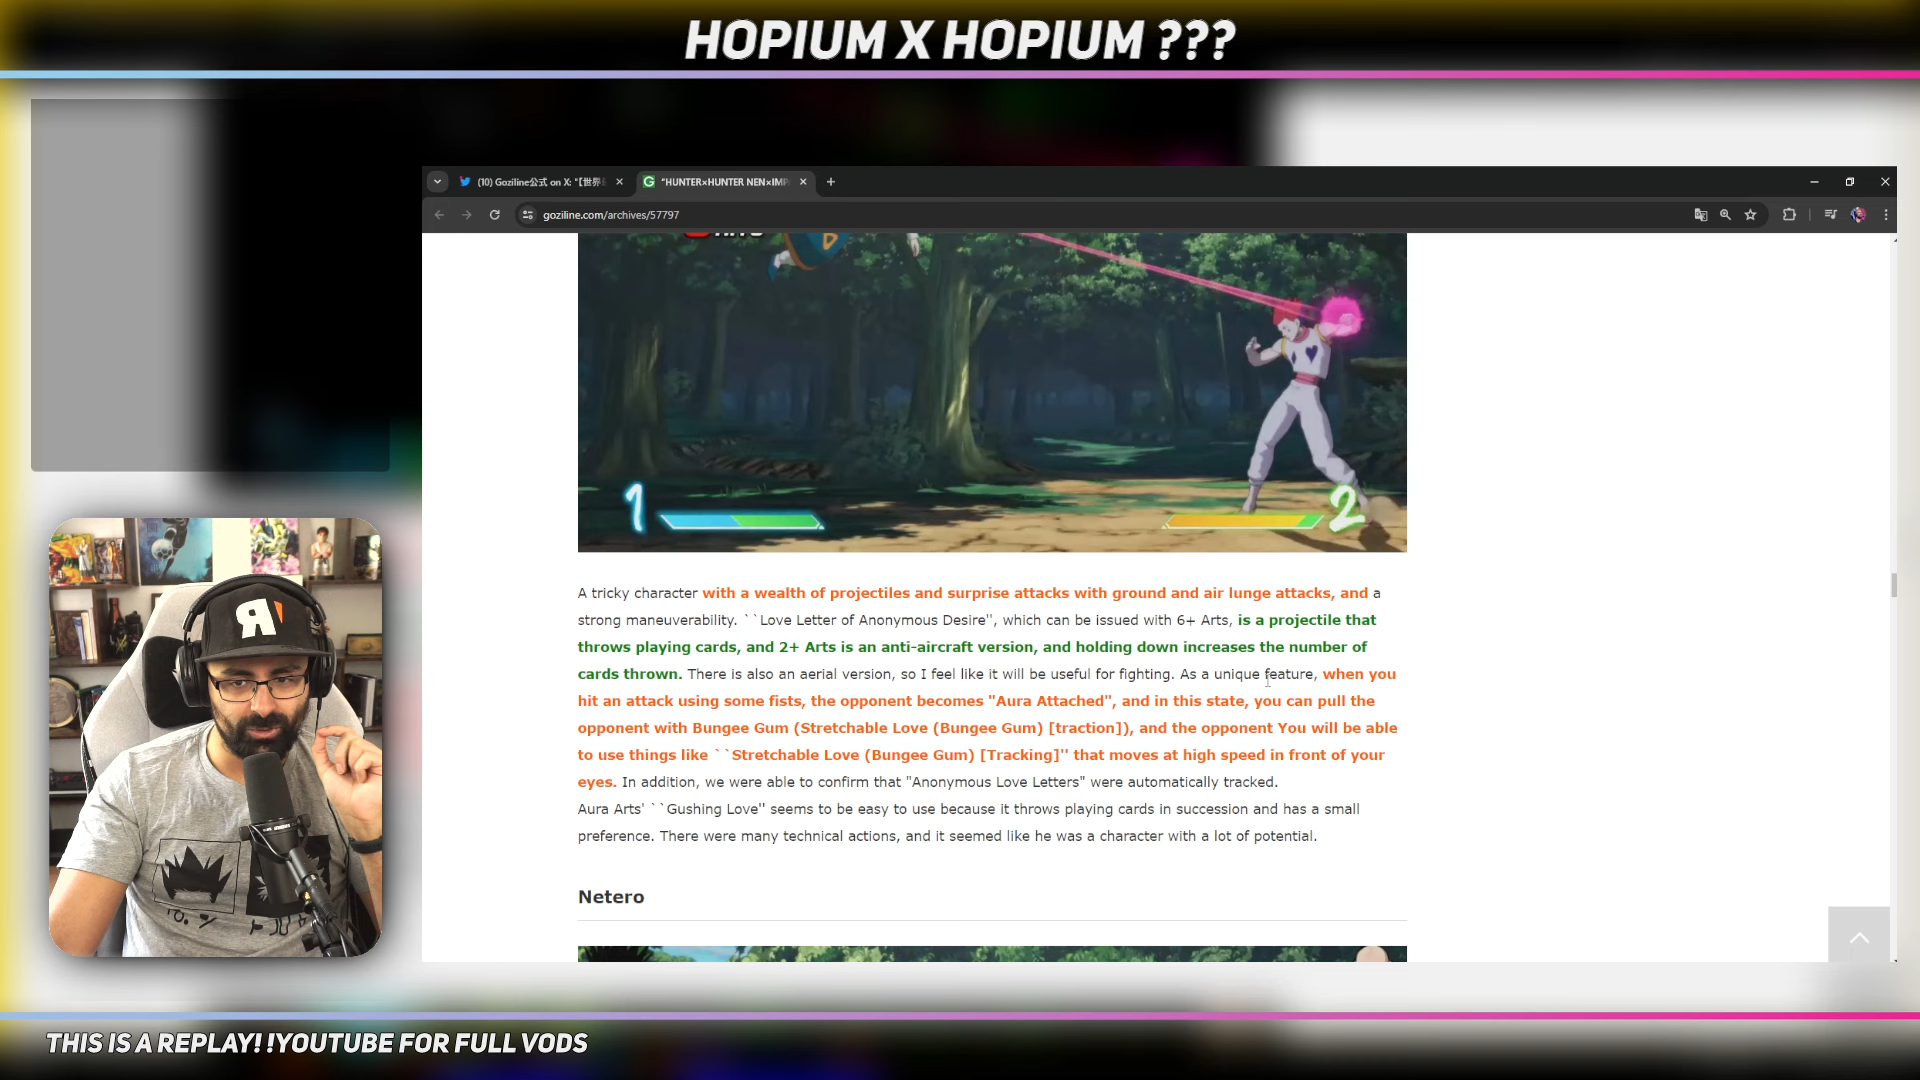 HOPIUM X HOPIUM ???
(10) Goziline公式 on X: "【世界
"HUNTER×HUNTER NEN×IMP
goziline.com/archives/57797
1
2
A tricky character with a wealth of projectiles and surprise attacks with ground and air lunge attacks, and a
strong maneuverability. ``Love Letter of Anonymous Desire'', which can be issued with 6+ Arts, is a projectile that
throws playing cards, and 2+ Arts is an anti-aircraft version, and holding down increases the number of
cards thrown. There is also an aerial version, so I feel like it will be useful for fighting. As a unique feature, when you
hit an attack using some fists, the opponent becomes "Aura Attached", and in this state, you can pull the
opponent with Bungee Gum (Stretchable Love (Bungee Gum) [traction]), and the opponent You will be able
to use things like ``Stretchable Love (Bungee Gum) [Tracking]'' that moves at high speed in front of your
eyes. In addition, we were able to confirm that "Anonymous Love Letters" were automatically tracked.
Aura Arts' ``Gushing Love'' seems to be easy to use because it throws playing cards in succession and has a small
preference. There were many technical actions, and it seemed like he was a character with a lot of potential.
Netero
THIS IS A REPLAY! !YOUTUBE FOR FULL VODS